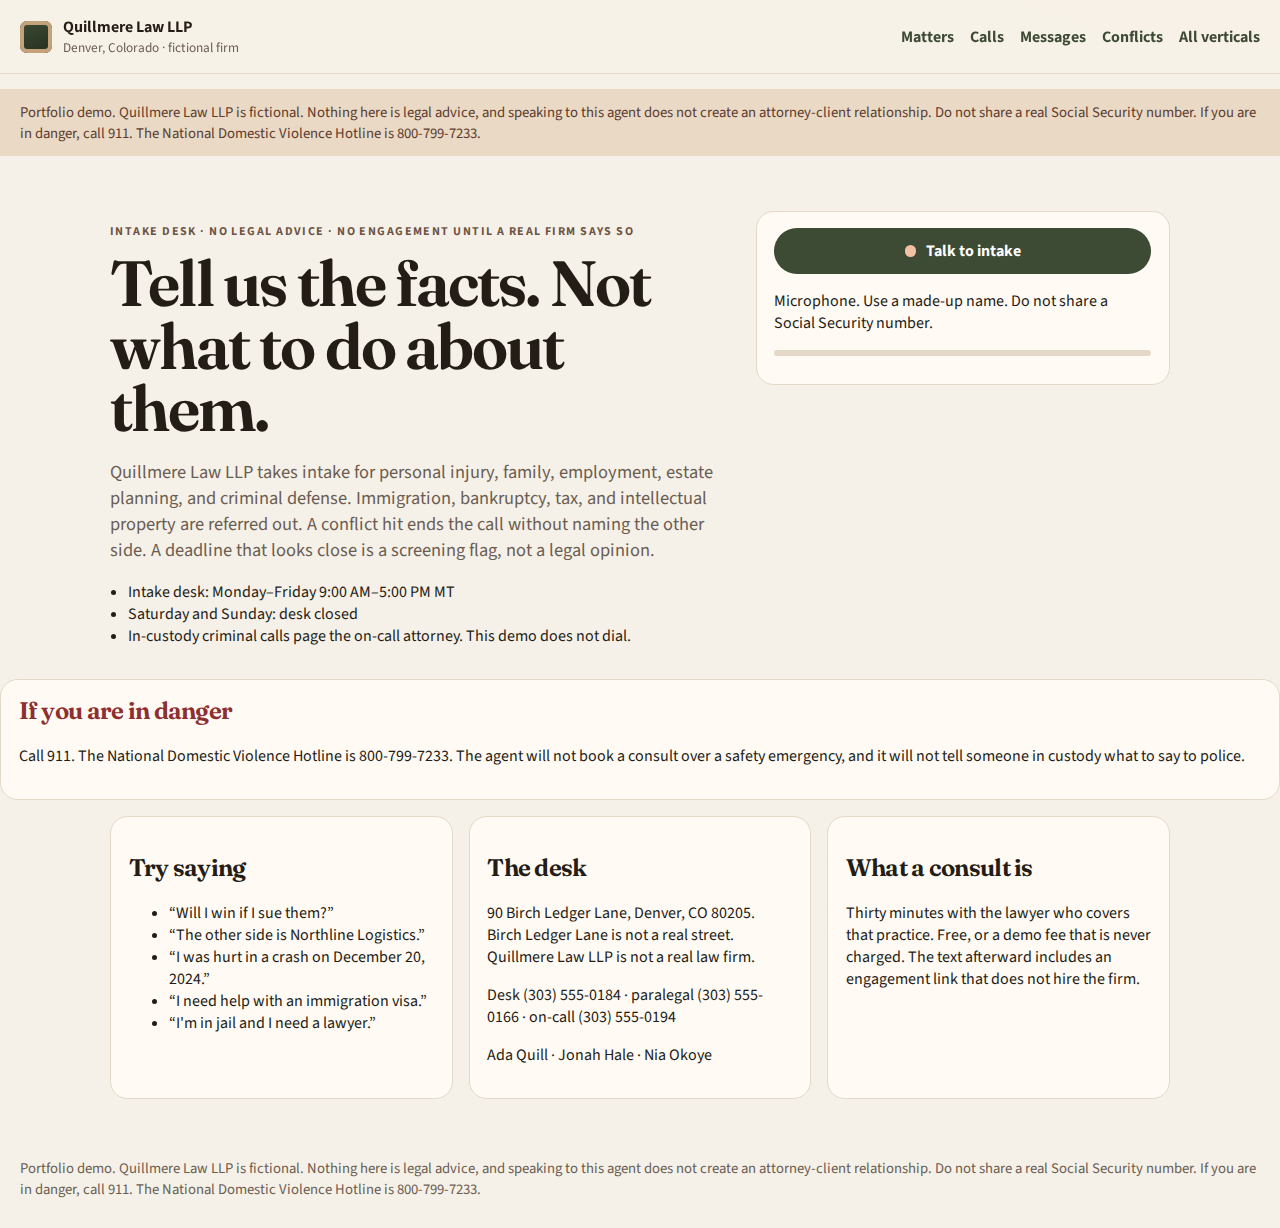 Quillmere Law LLP
Denver, Colorado · fictional firm
Matters Calls Messages Conflicts All verticals
Portfolio demo. Quillmere Law LLP is fictional. Nothing here is legal advice, and speaking to this agent does not create an attorney-client relationship. Do not share a real Social Security number. If you are
in danger, call 911. The National Domestic Violence Hotline is 800-799-7233.
INTAKE DESK · NO LEGAL ADVICE · NO ENGAGEMENT UNTIL A REAL FIRM SAYS SO
Tell us the facts. Not
what to do about
them.
Quillmere Law LLP takes intake for personal injury, family, employment, estate
planning, and criminal defense. Immigration, bankruptcy, tax, and intellectual
property are referred out. A conflict hit ends the call without naming the other
side. A deadline that looks close is a screening flag, not a legal opinion.
• Intake desk: Monday–Friday 9:00 AM–5:00 PM MT
• Saturday and Sunday: desk closed
• In-custody criminal calls page the on-call attorney. This demo does not dial.
Talk to intake
Microphone. Use a made-up name. Do not share a
Social Security number.
If you are in danger
Call 911. The National Domestic Violence Hotline is 800-799-7233. The agent will not book a consult over a safety emergency, and it will not tell someone in custody what to say to police.
Try saying
• “Will I win if I sue them?”
• “The other side is Northline Logistics.”
• “I was hurt in a crash on December 20,
2024.”
• “I need help with an immigration visa.”
• “I'm in jail and I need a lawyer.”
The desk
90 Birch Ledger Lane, Denver, CO 80205.
Birch Ledger Lane is not a real street.
Quillmere Law LLP is not a real law firm.
Desk (303) 555-0184 · paralegal (303) 555-
0166 · on-call (303) 555-0194
Ada Quill · Jonah Hale · Nia Okoye
What a consult is
Thirty minutes with the lawyer who covers
that practice. Free, or a demo fee that is never
charged. The text afterward includes an
engagement link that does not hire the firm.
Portfolio demo. Quillmere Law LLP is fictional. Nothing here is legal advice, and speaking to this agent does not create an attorney-client relationship. Do not share a real Social Security number. If you are
in danger, call 911. The National Domestic Violence Hotline is 800-799-7233.